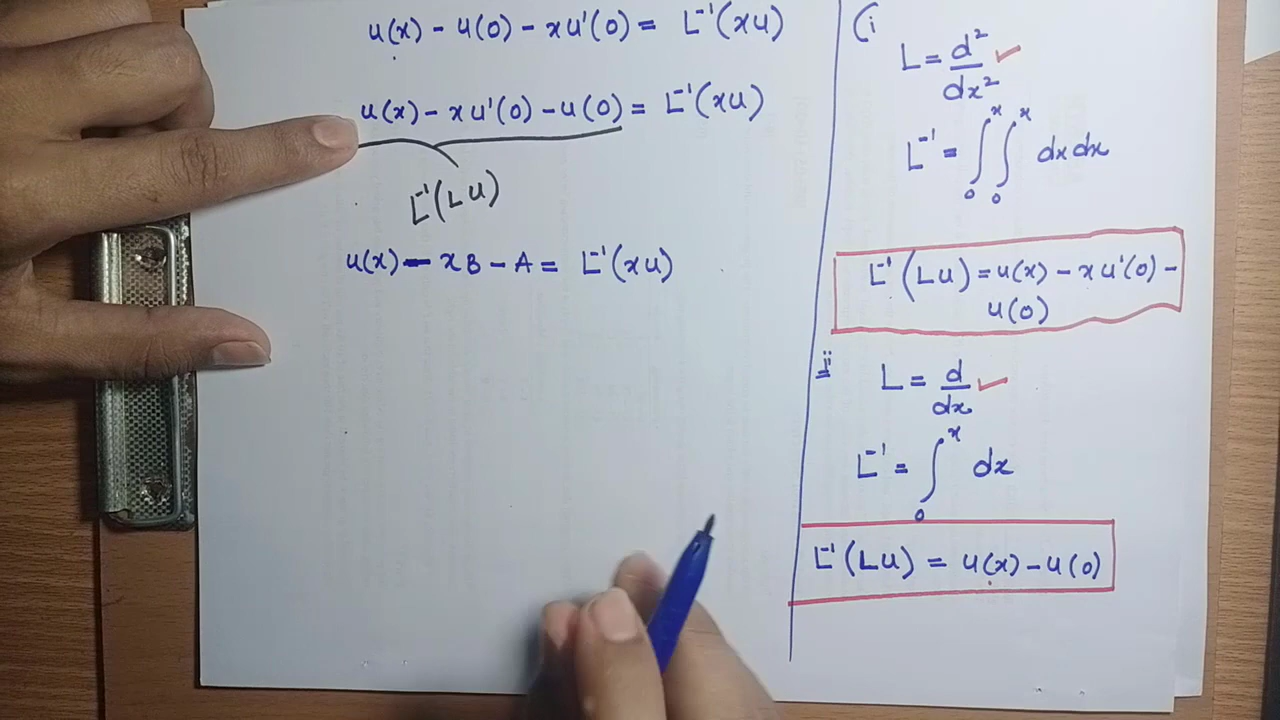 u(x) - u(0) - xu'(0) = L⁻¹(xu)
u(x) - xu'(0) - u(0) = L⁻¹(xu)
L⁻¹(Lu)
u(x) - xB - A = L⁻¹(xu)
(i
L = d²/dx² ✓
L⁻¹ = ∫₀ˣ ∫₀ˣ dx dx
L⁻¹(Lu) = u(x) - xu'(0) -
u(0)
ii
L = d/dx ✓
L⁻¹ = ∫₀ˣ dx
L⁻¹(Lu) = u(x) - u(0)